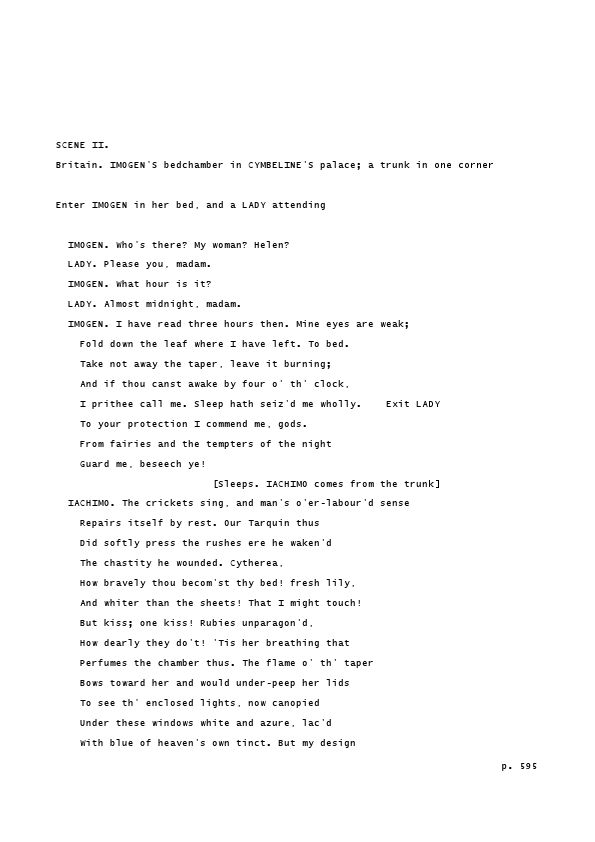 SCENE II.
Britain. IMOGEN'S bedchamber in CYMBELINE'S palace; a trunk in one corner
Enter IMOGEN in her bed, and a LADY attending
IMOGEN. Who's there? My woman? Helen?
LADY. Please you, madam.
IMOGEN. What hour is it?
LADY. Almost midnight, madam.
IMOGEN. I have read three hours then. Mine eyes are weak;
Fold down the leaf where I have left. To bed.
Take not away the taper, leave it burning;
And if thou canst awake by four o' th' clock,
I prithee call me. Sleep hath seiz'd me wholly.    Exit LADY
To your protection I commend me, gods.
From fairies and the tempters of the night
Guard me, beseech ye!
[Sleeps. IACHIMO comes from the trunk]
IACHIMO. The crickets sing, and man's o'er-labour'd sense
Repairs itself by rest. Our Tarquin thus
Did softly press the rushes ere he waken'd
The chastity he wounded. Cytherea,
How bravely thou becom'st thy bed! fresh lily,
And whiter than the sheets! That I might touch!
But kiss; one kiss! Rubies unparagon'd,
How dearly they do't! 'Tis her breathing that
Perfumes the chamber thus. The flame o' th' taper
Bows toward her and would under-peep her lids
To see th' enclosed lights, now canopied
Under these windows white and azure, lac'd
With blue of heaven's own tinct. But my design
p. 595